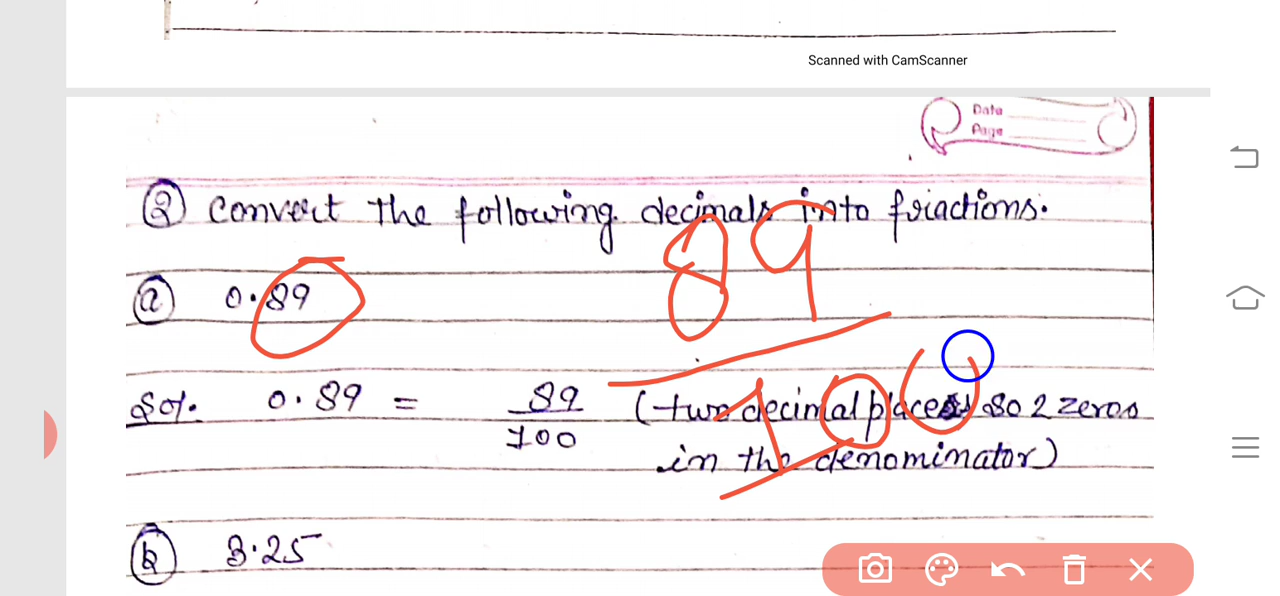 Scanned with CamScanner
Date
Page
② Convert the following decimals into fractions.
ⓐ 0.89
89
Sol. 0.89 = 89/100 (two decimal places so 2 zeros
100
in the denominator)
ⓑ 3.25